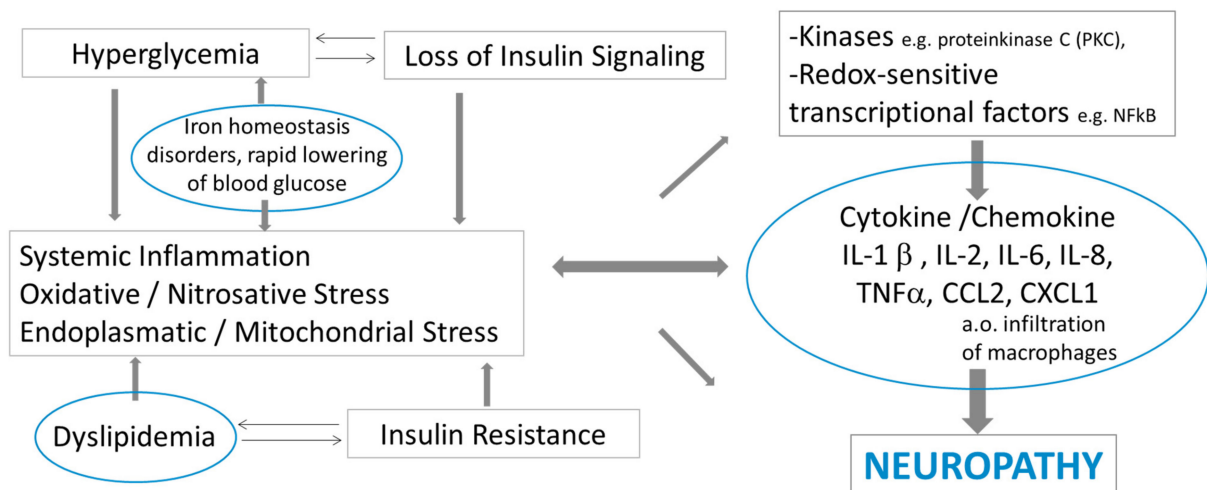 Hyperglycemia
Loss of Insulin Signaling
Iron homeostasis
disorders, rapid lowering
of blood glucose
Systemic Inflammation
Oxidative / Nitrosative Stress
Endoplasmatic / Mitochondrial Stress
Dyslipidemia
Insulin Resistance
-Kinases e.g. proteinkinase C (PKC),
-Redox-sensitive
transcriptional factors e.g. NFkB
Cytokine /Chemokine
IL-1 β , IL-2, IL-6, IL-8,
TNFα, CCL2, CXCL1
a.o. infiltration
of macrophages
NEUROPATHY